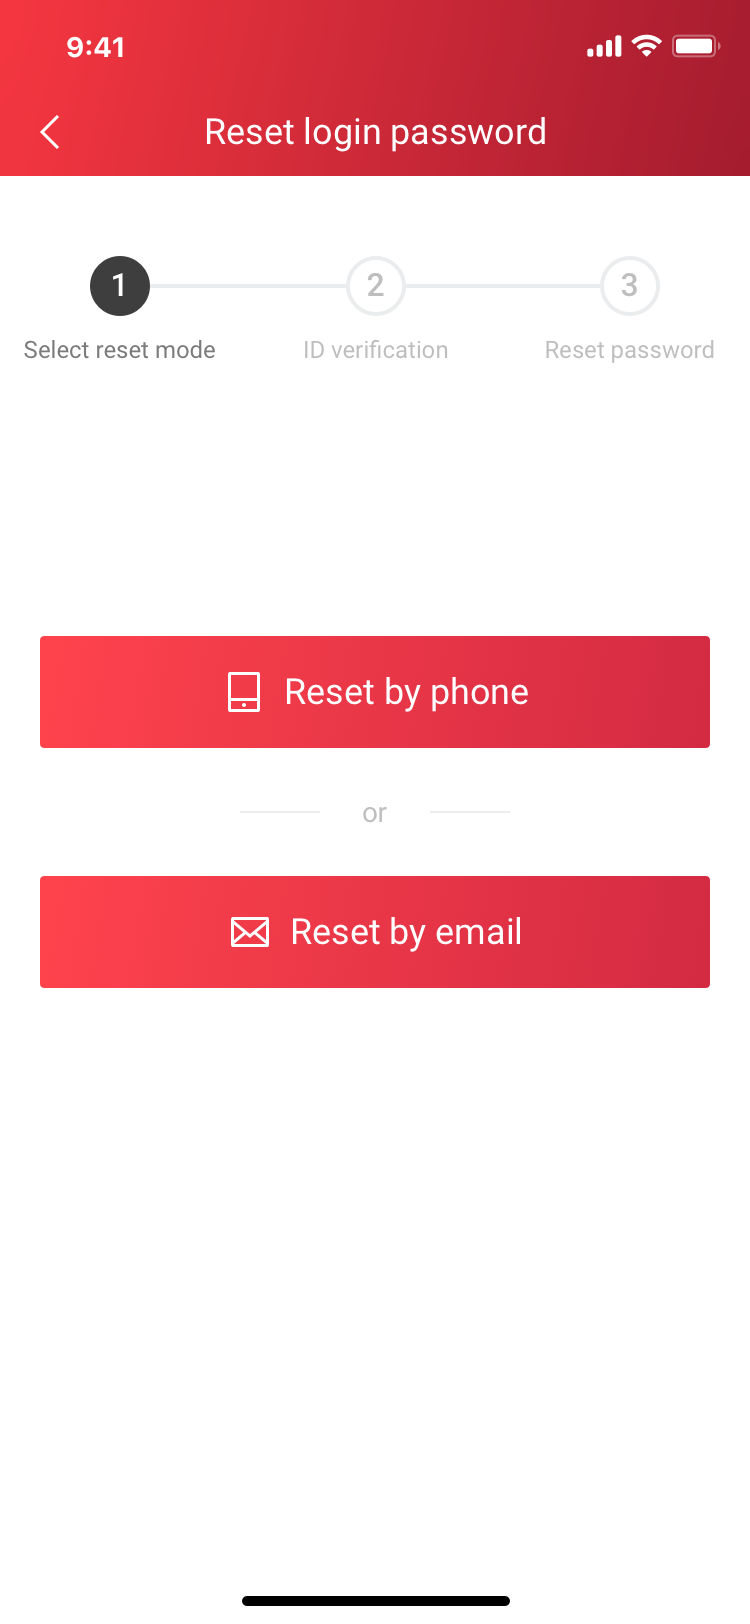 9:41
Reset login password
1
2
3
Select reset mode
ID verification
Reset password
Reset by phone
or
Reset by email